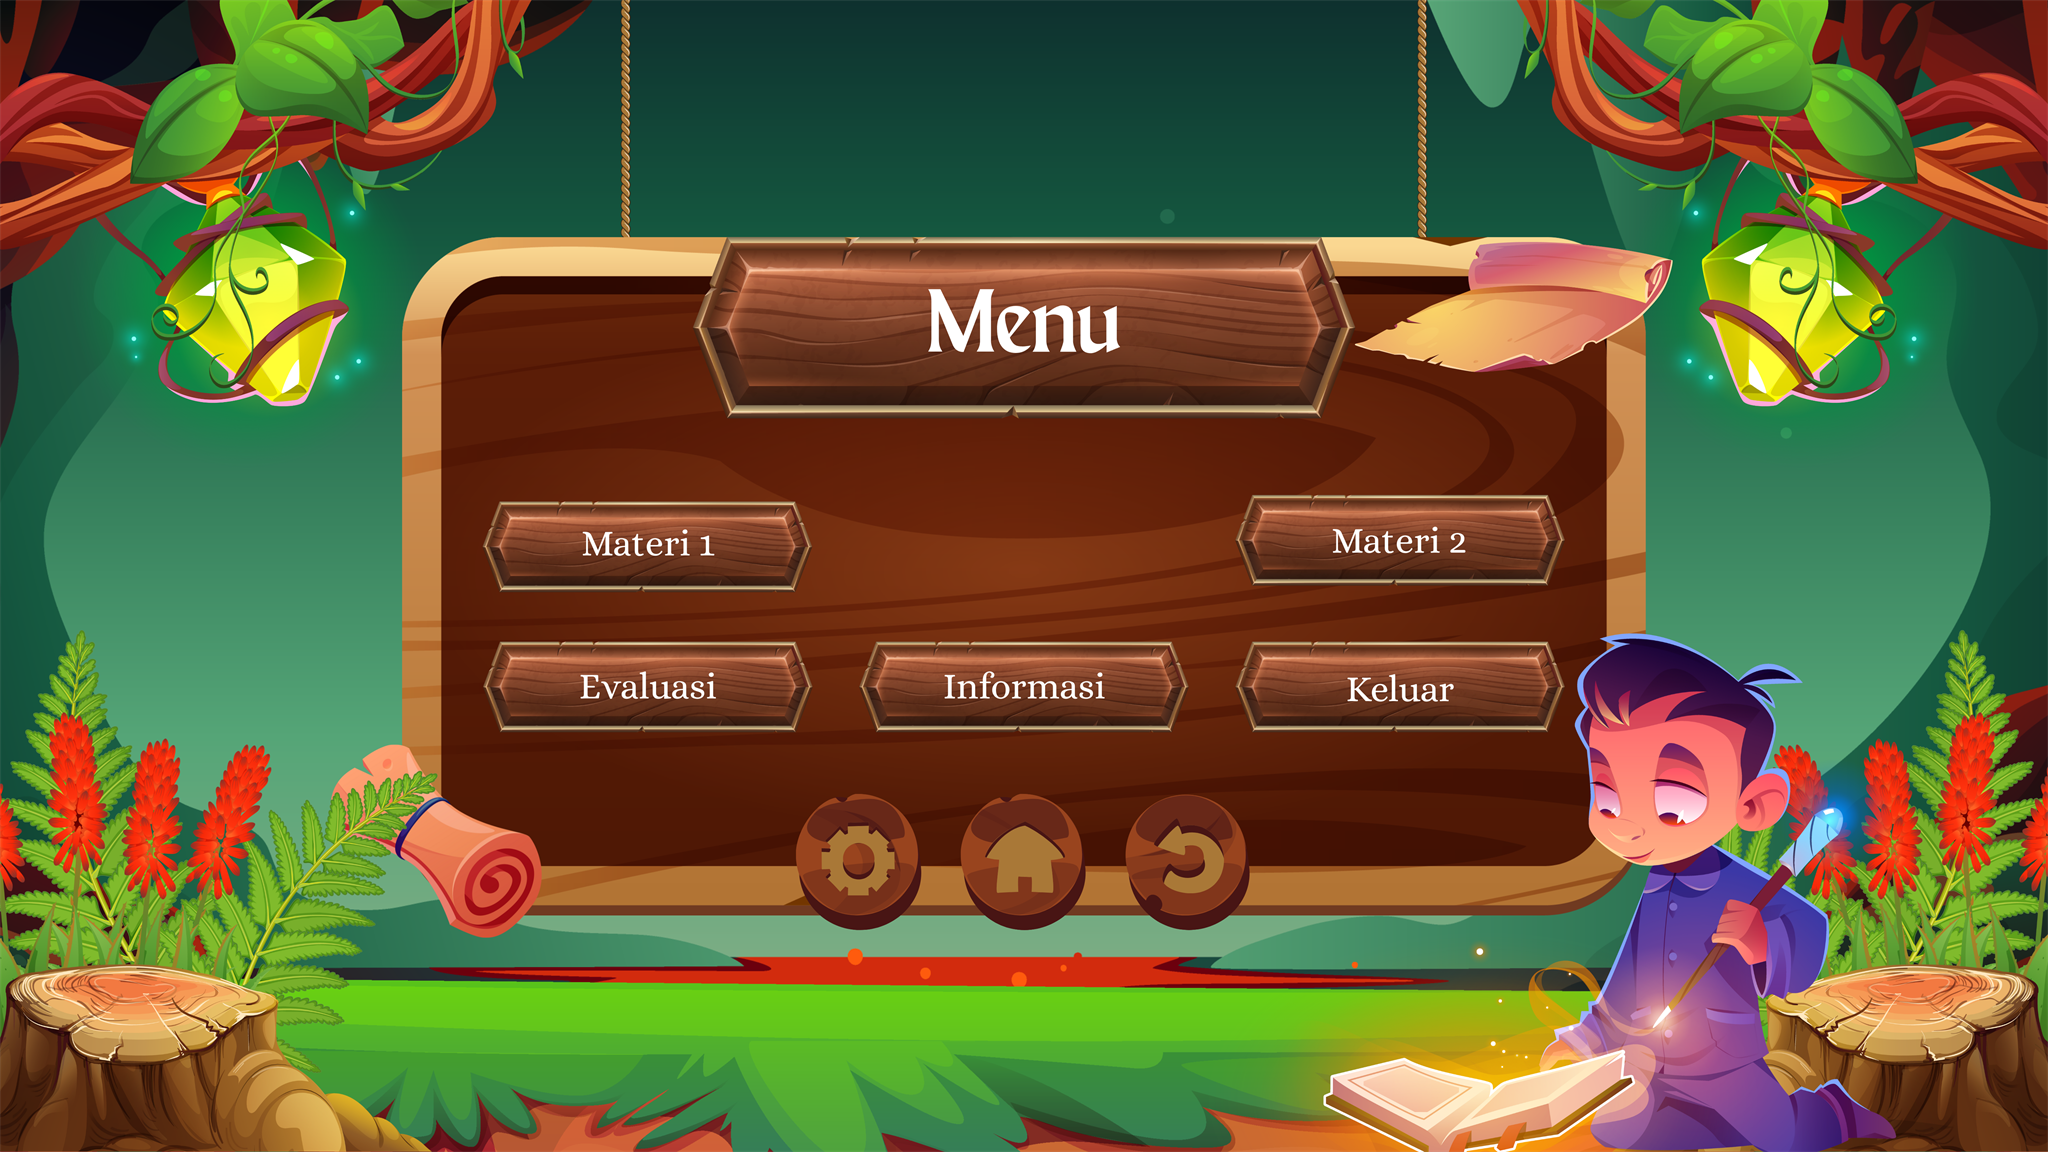 Menu
Materi 1
Materi 2
Evaluasi
Informasi
Keluar